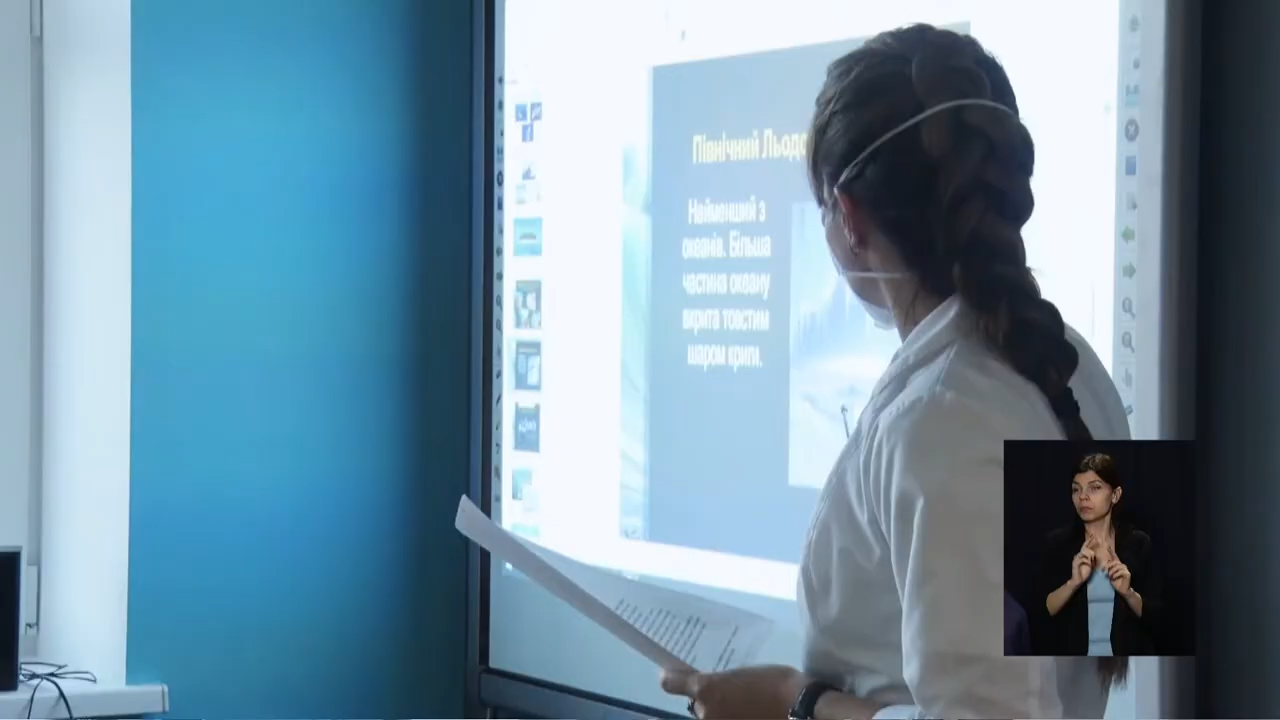 Північний Льодо
Найменший з
океанів. Більша
частина океану
вкрита товстим
шаром криги.